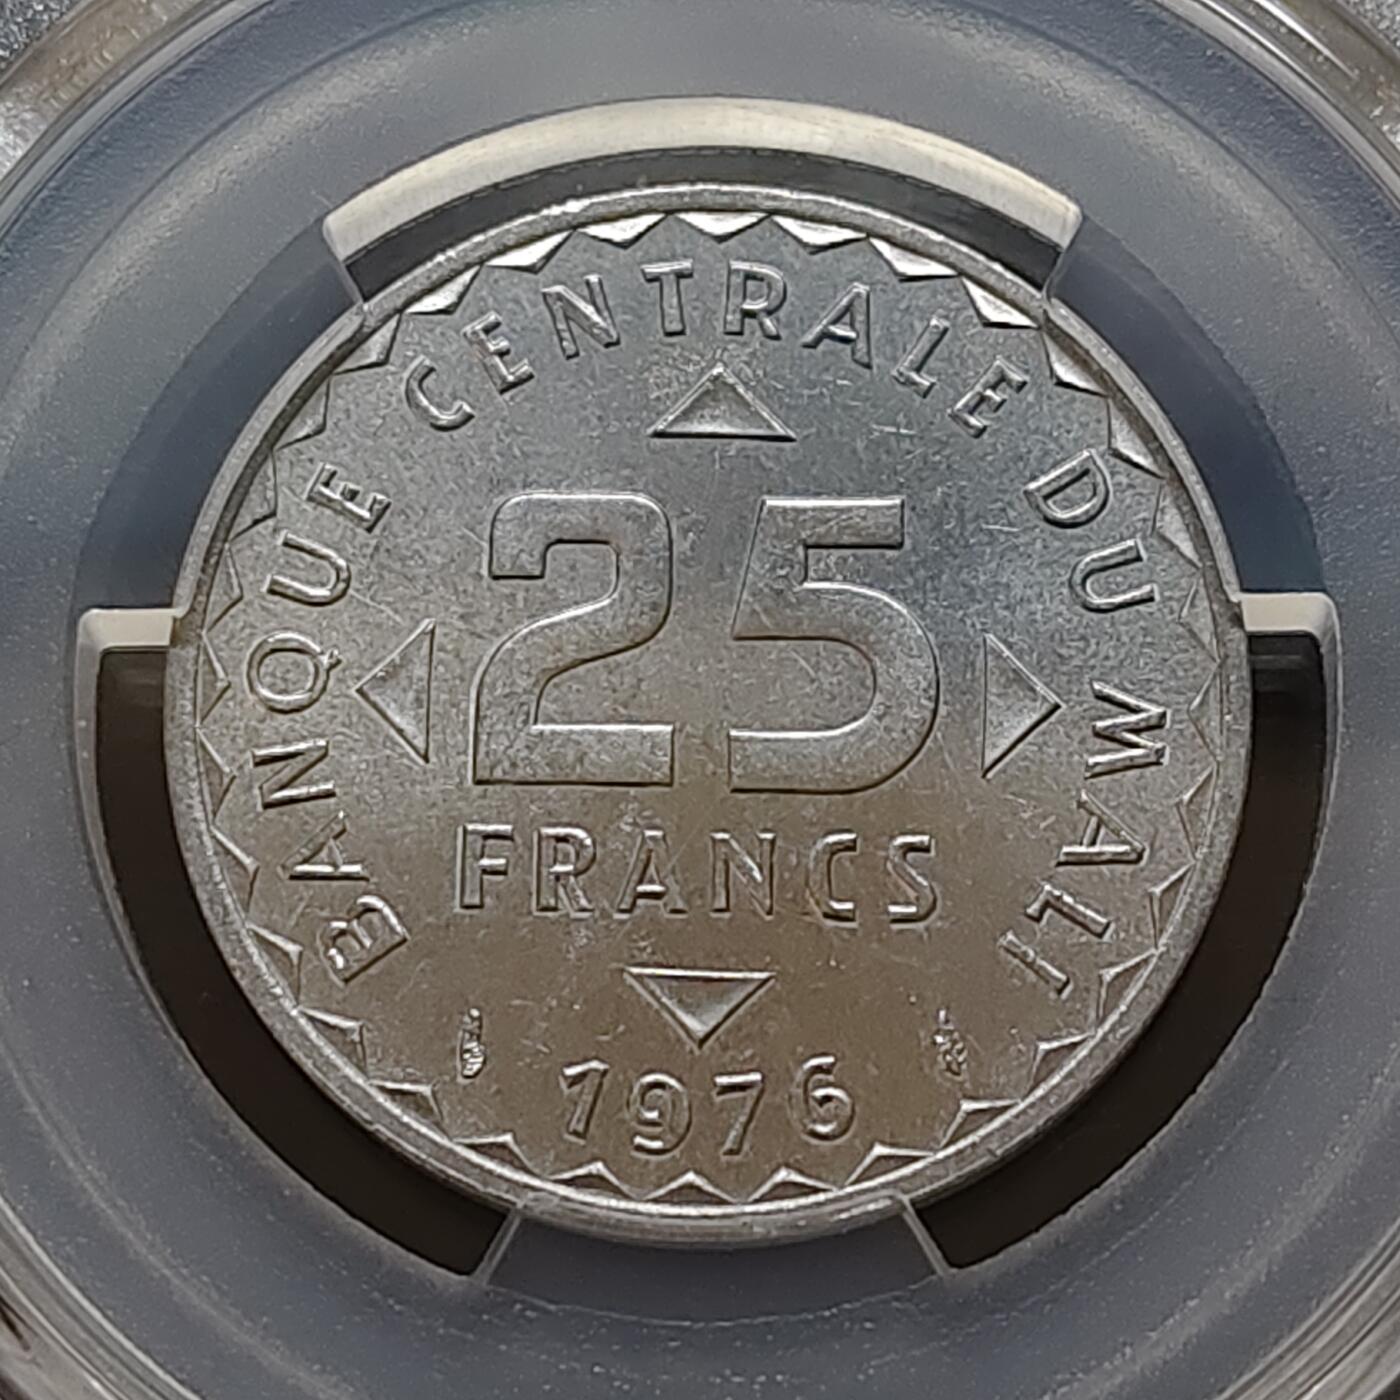 BANQUE CENTRALE DU MALI
25
FRANCS
1976